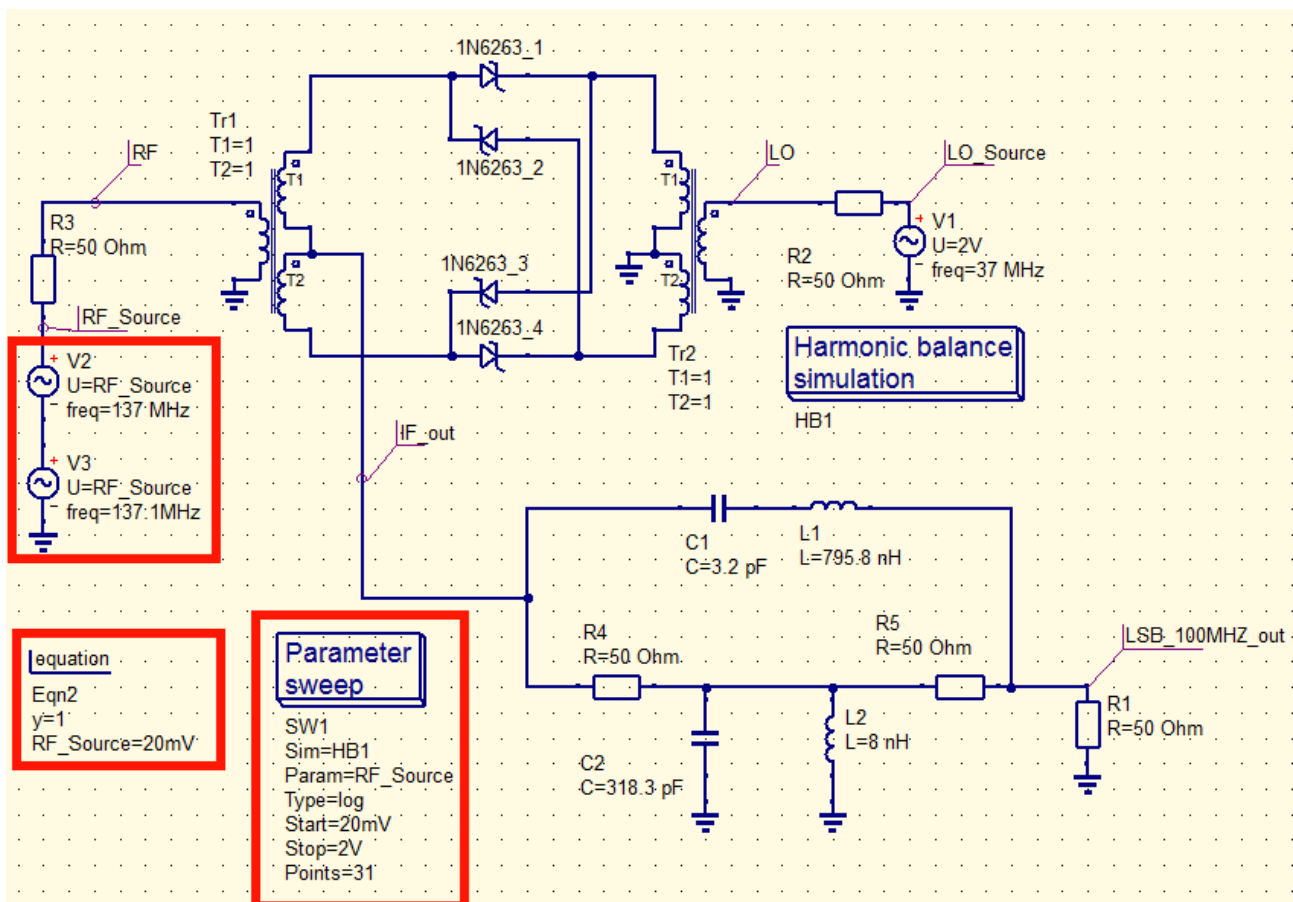 1N6263_1
Tr1
T1=1
T2=1
RF
T1
1N6263_2
T1
LO
LO_Source
R3
R=50 Ohm
V1
U=2V
freq=37 MHz
R2
R=50 Ohm
T2
1N6263_3
T2
RF_Source
1N6263_4
V2
U=RF_Source
freq=137 MHz
Tr2
T1=1
T2=1
Harmonic balance
simulation
HB1
IF_out
V3
U=RF_Source
freq=137.1MHz
C1
C=3.2 pF
L1
L=795.8 nH
equation
Eqn2
y=1
RF_Source=20mV
Parameter
sweep
SW1
Sim=HB1
Param=RF_Source
Type=log
Start=20mV
Stop=2V
Points=31
R4
R=50 Ohm
R5
R=50 Ohm
LSB_100MHZ_out
C2
C=318.3 pF
L2
L=8 nH
R1
R=50 Ohm